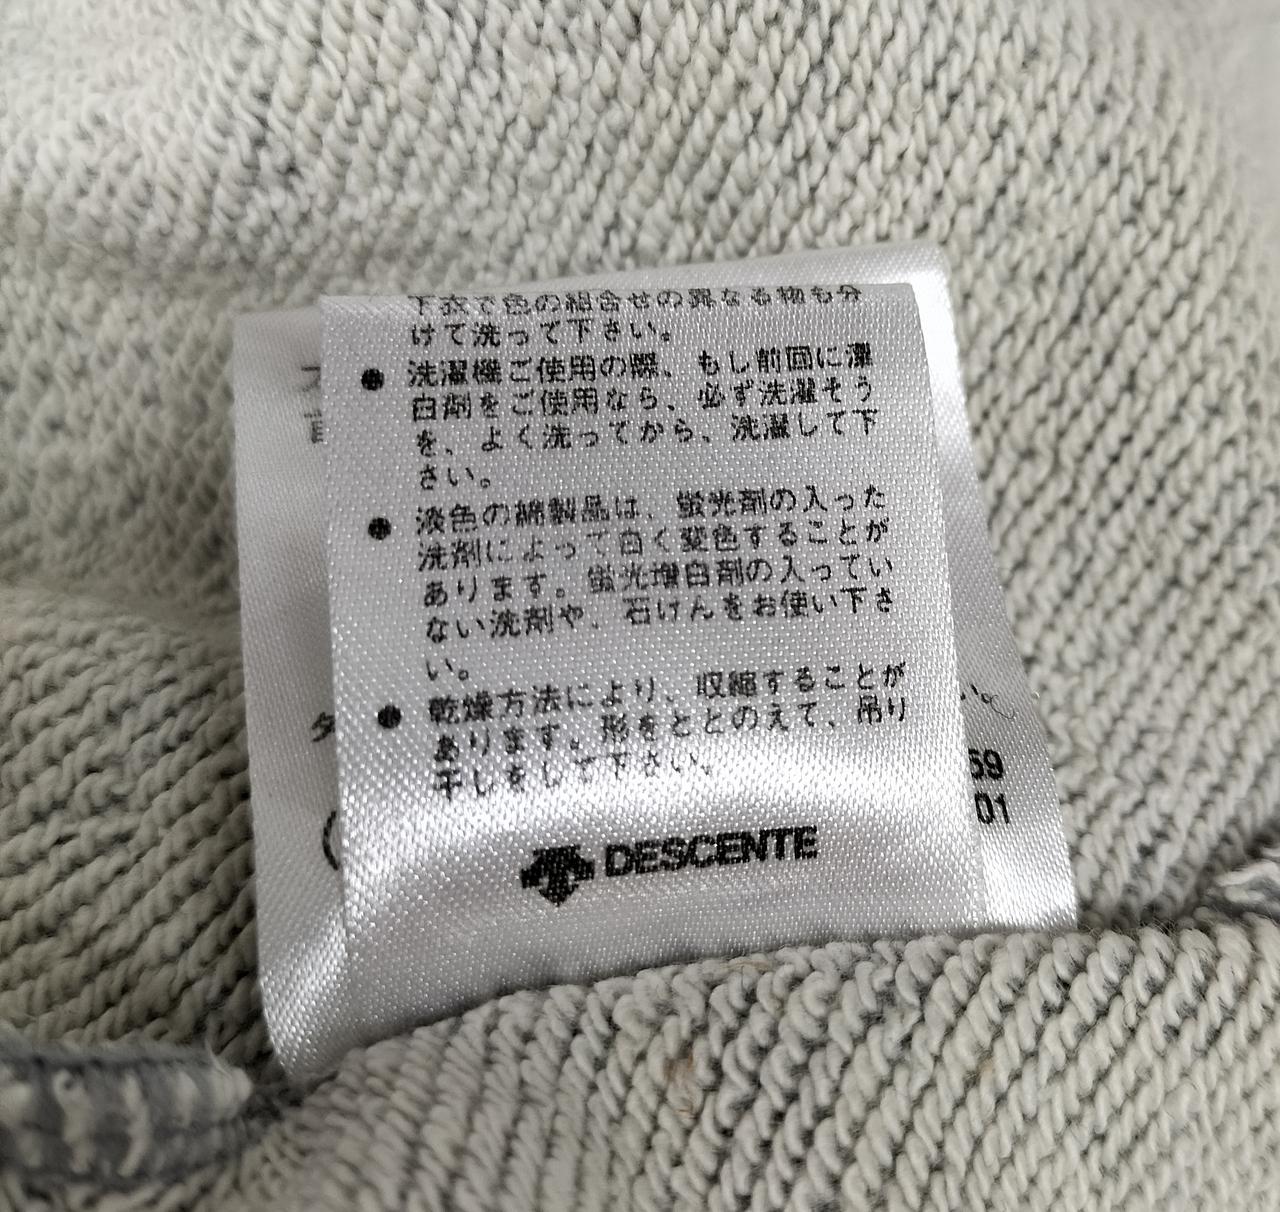 下衣で色の組合せの異なる物も分
けて洗って下さい。
● 洗濯機ご使用の際、もし前回に漂
白剤をご使用なら、必ず洗濯そう
を、よく洗ってから、洗濯して下
さい。
● 淡色の綿製品は、蛍光剤の入った
洗剤によって白く変色することが
あります。蛍光増白剤の入ってい
ない洗剤や、石けんをお使い下さ
い。
● 乾燥方法により、収縮することが
あります。形をととのえて、吊り
干しをして下さい。
DESCENTE
59
01